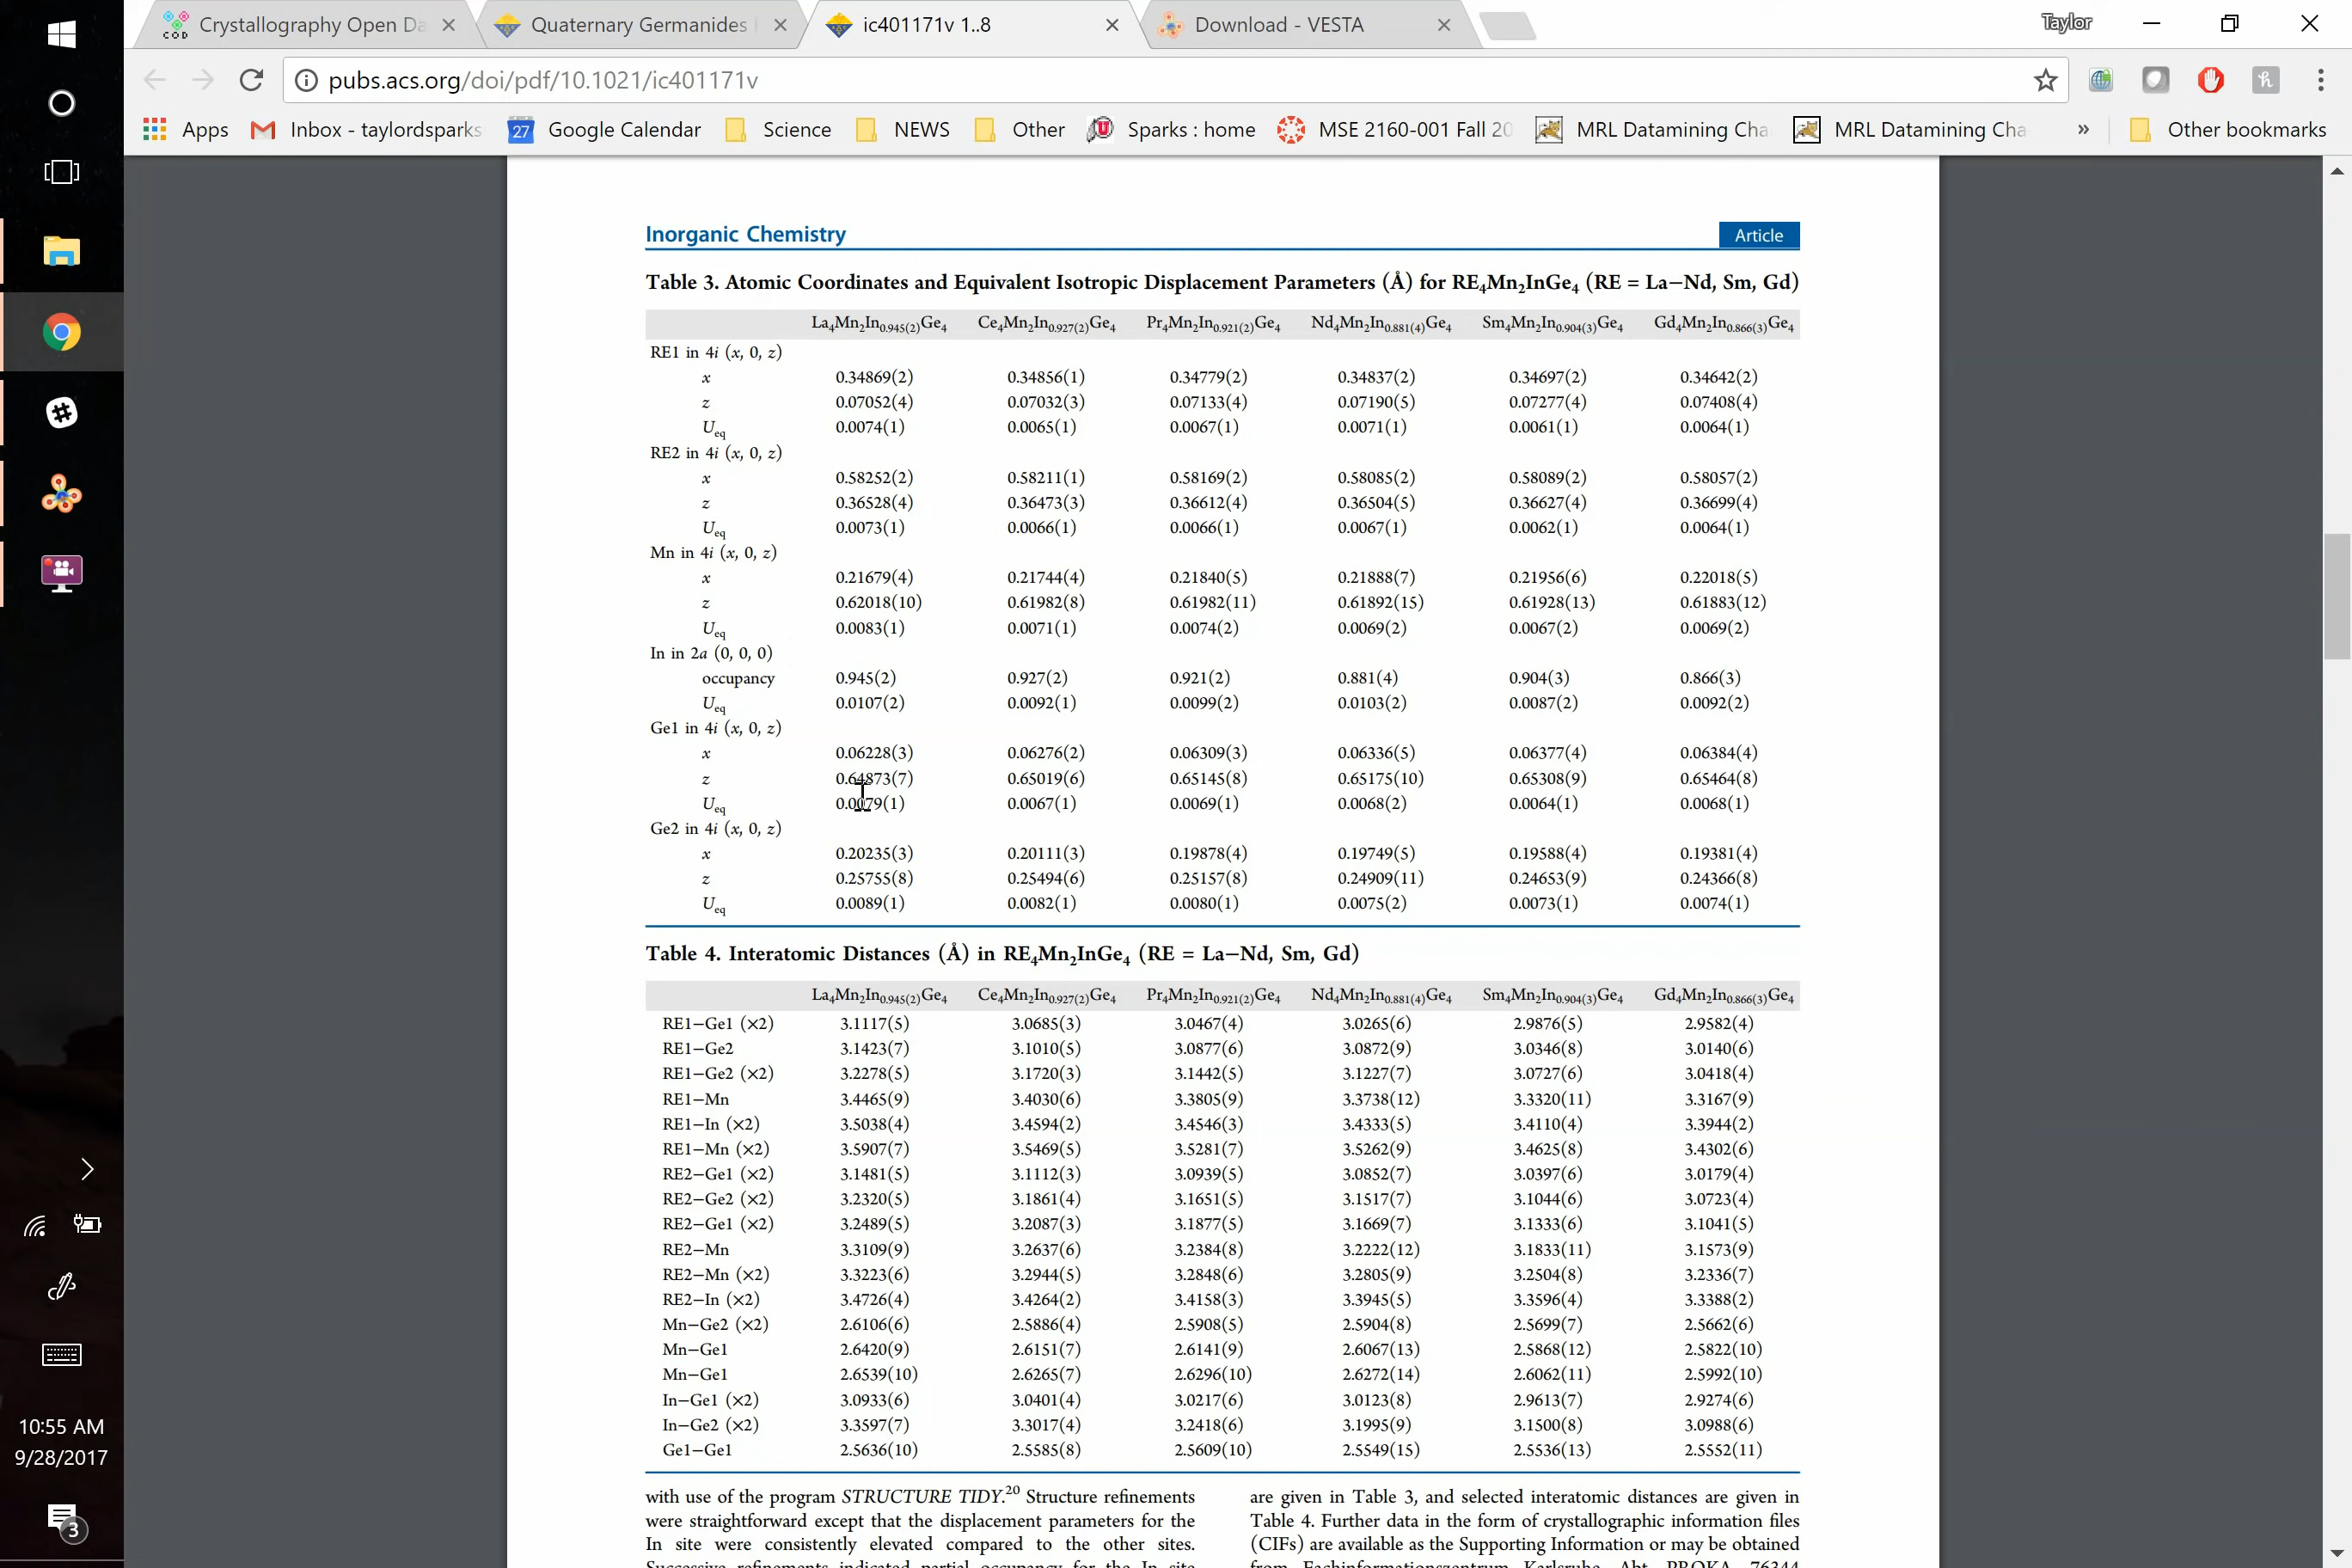 Crystallography Open Da
Quaternary Germanides
ic401171v 1..8
Download - VESTA
Taylor
pubs.acs.org/doi/pdf/10.1021/ic401171v
Apps
Inbox - taylordsparks
27
Google Calendar
Science
NEWS
Other
Sparks : home
MSE 2160-001 Fall 20
MRL Datamining Cha
MRL Datamining Cha
»
Other bookmarks
Inorganic Chemistry
Article
Table 3. Atomic Coordinates and Equivalent Isotropic Displacement Parameters (Å) for RE₄Mn₂InGe₄ (RE = La−Nd, Sm, Gd)
La₄Mn₂In₀.₉₄₅₍₂₎Ge₄ Ce₄Mn₂In₀.₉₂₇₍₂₎Ge₄ Pr₄Mn₂In₀.₉₂₁₍₂₎Ge₄ Nd₄Mn₂In₀.₈₈₁₍₄₎Ge₄ Sm₄Mn₂In₀.₉₀₄₍₃₎Ge₄ Gd₄Mn₂In₀.₈₆₆₍₃₎Ge₄
RE1 in 4i (x, 0, z)
x 0.34869(2) 0.34856(1) 0.34779(2) 0.34837(2) 0.34697(2) 0.34642(2)
z 0.07052(4) 0.07032(3) 0.07133(4) 0.07190(5) 0.07277(4) 0.07408(4)
Ueq 0.0074(1) 0.0065(1) 0.0067(1) 0.0071(1) 0.0061(1) 0.0064(1)
RE2 in 4i (x, 0, z)
x 0.58252(2) 0.58211(1) 0.58169(2) 0.58085(2) 0.58089(2) 0.58057(2)
z 0.36528(4) 0.36473(3) 0.36612(4) 0.36504(5) 0.36627(4) 0.36699(4)
Ueq 0.0073(1) 0.0066(1) 0.0066(1) 0.0067(1) 0.0062(1) 0.0064(1)
Mn in 4i (x, 0, z)
x 0.21679(4) 0.21744(4) 0.21840(5) 0.21888(7) 0.21956(6) 0.22018(5)
z 0.62018(10) 0.61982(8) 0.61982(11) 0.61892(15) 0.61928(13) 0.61883(12)
Ueq 0.0083(1) 0.0071(1) 0.0074(2) 0.0069(2) 0.0067(2) 0.0069(2)
In in 2a (0, 0, 0)
occupancy 0.945(2) 0.927(2) 0.921(2) 0.881(4) 0.904(3) 0.866(3)
Ueq 0.0107(2) 0.0092(1) 0.0099(2) 0.0103(2) 0.0087(2) 0.0092(2)
Ge1 in 4i (x, 0, z)
x 0.06228(3) 0.06276(2) 0.06309(3) 0.06336(5) 0.06377(4) 0.06384(4)
z 0.64873(7) 0.65019(6) 0.65145(8) 0.65175(10) 0.65308(9) 0.65464(8)
Ueq 0.0079(1) 0.0067(1) 0.0069(1) 0.0068(2) 0.0064(1) 0.0068(1)
Ge2 in 4i (x, 0, z)
x 0.20235(3) 0.20111(3) 0.19878(4) 0.19749(5) 0.19588(4) 0.19381(4)
z 0.25755(8) 0.25494(6) 0.25157(8) 0.24909(11) 0.24653(9) 0.24366(8)
Ueq 0.0089(1) 0.0082(1) 0.0080(1) 0.0075(2) 0.0073(1) 0.0074(1)
Table 4. Interatomic Distances (Å) in RE₄Mn₂InGe₄ (RE = La−Nd, Sm, Gd)
La₄Mn₂In₀.₉₄₅₍₂₎Ge₄ Ce₄Mn₂In₀.₉₂₇₍₂₎Ge₄ Pr₄Mn₂In₀.₉₂₁₍₂₎Ge₄ Nd₄Mn₂In₀.₈₈₁₍₄₎Ge₄ Sm₄Mn₂In₀.₉₀₄₍₃₎Ge₄ Gd₄Mn₂In₀.₈₆₆₍₃₎Ge₄
RE1−Ge1 (×2) 3.1117(5) 3.0685(3) 3.0467(4) 3.0265(6) 2.9876(5) 2.9582(4)
RE1−Ge2 3.1423(7) 3.1010(5) 3.0877(6) 3.0872(9) 3.0346(8) 3.0140(6)
RE1−Ge2 (×2) 3.2278(5) 3.1720(3) 3.1442(5) 3.1227(7) 3.0727(6) 3.0418(4)
RE1−Mn 3.4465(9) 3.4030(6) 3.3805(9) 3.3738(12) 3.3320(11) 3.3167(9)
RE1−In (×2) 3.5038(4) 3.4594(2) 3.4546(3) 3.4333(5) 3.4110(4) 3.3944(2)
RE1−Mn (×2) 3.5907(7) 3.5469(5) 3.5281(7) 3.5262(9) 3.4625(8) 3.4302(6)
RE2−Ge1 (×2) 3.1481(5) 3.1112(3) 3.0939(5) 3.0852(7) 3.0397(6) 3.0179(4)
RE2−Ge2 (×2) 3.2320(5) 3.1861(4) 3.1651(5) 3.1517(7) 3.1044(6) 3.0723(4)
RE2−Ge1 (×2) 3.2489(5) 3.2087(3) 3.1877(5) 3.1669(7) 3.1333(6) 3.1041(5)
RE2−Mn 3.3109(9) 3.2637(6) 3.2384(8) 3.2222(12) 3.1833(11) 3.1573(9)
RE2−Mn (×2) 3.3223(6) 3.2944(5) 3.2848(6) 3.2805(9) 3.2504(8) 3.2336(7)
RE2−In (×2) 3.4726(4) 3.4264(2) 3.4158(3) 3.3945(5) 3.3596(4) 3.3388(2)
Mn−Ge2 (×2) 2.6106(6) 2.5886(4) 2.5908(5) 2.5904(8) 2.5699(7) 2.5662(6)
Mn−Ge1 2.6420(9) 2.6151(7) 2.6141(9) 2.6067(13) 2.5868(12) 2.5822(10)
Mn−Ge1 2.6539(10) 2.6265(7) 2.6296(10) 2.6272(14) 2.6062(11) 2.5992(10)
In−Ge1 (×2) 3.0933(6) 3.0401(4) 3.0217(6) 3.0123(8) 2.9613(7) 2.9274(6)
In−Ge2 (×2) 3.3597(7) 3.3017(4) 3.2418(6) 3.1995(9) 3.1500(8) 3.0988(6)
Ge1−Ge1 2.5636(10) 2.5585(8) 2.5609(10) 2.5549(15) 2.5536(13) 2.5552(11)
with use of the program STRUCTURE TIDY.²⁰ Structure refinements
were straightforward except that the displacement parameters for the
In site were consistently elevated compared to the other sites.
Successive refinements indicated partial occupancy for the In site
are given in Table 3, and selected interatomic distances are given in
Table 4. Further data in the form of crystallographic information files
(CIFs) are available as the Supporting Information or may be obtained
from Fachinformationszentrum Karlsruhe, Abt. PROKA, 76344
10:55 AM
9/28/2017
3